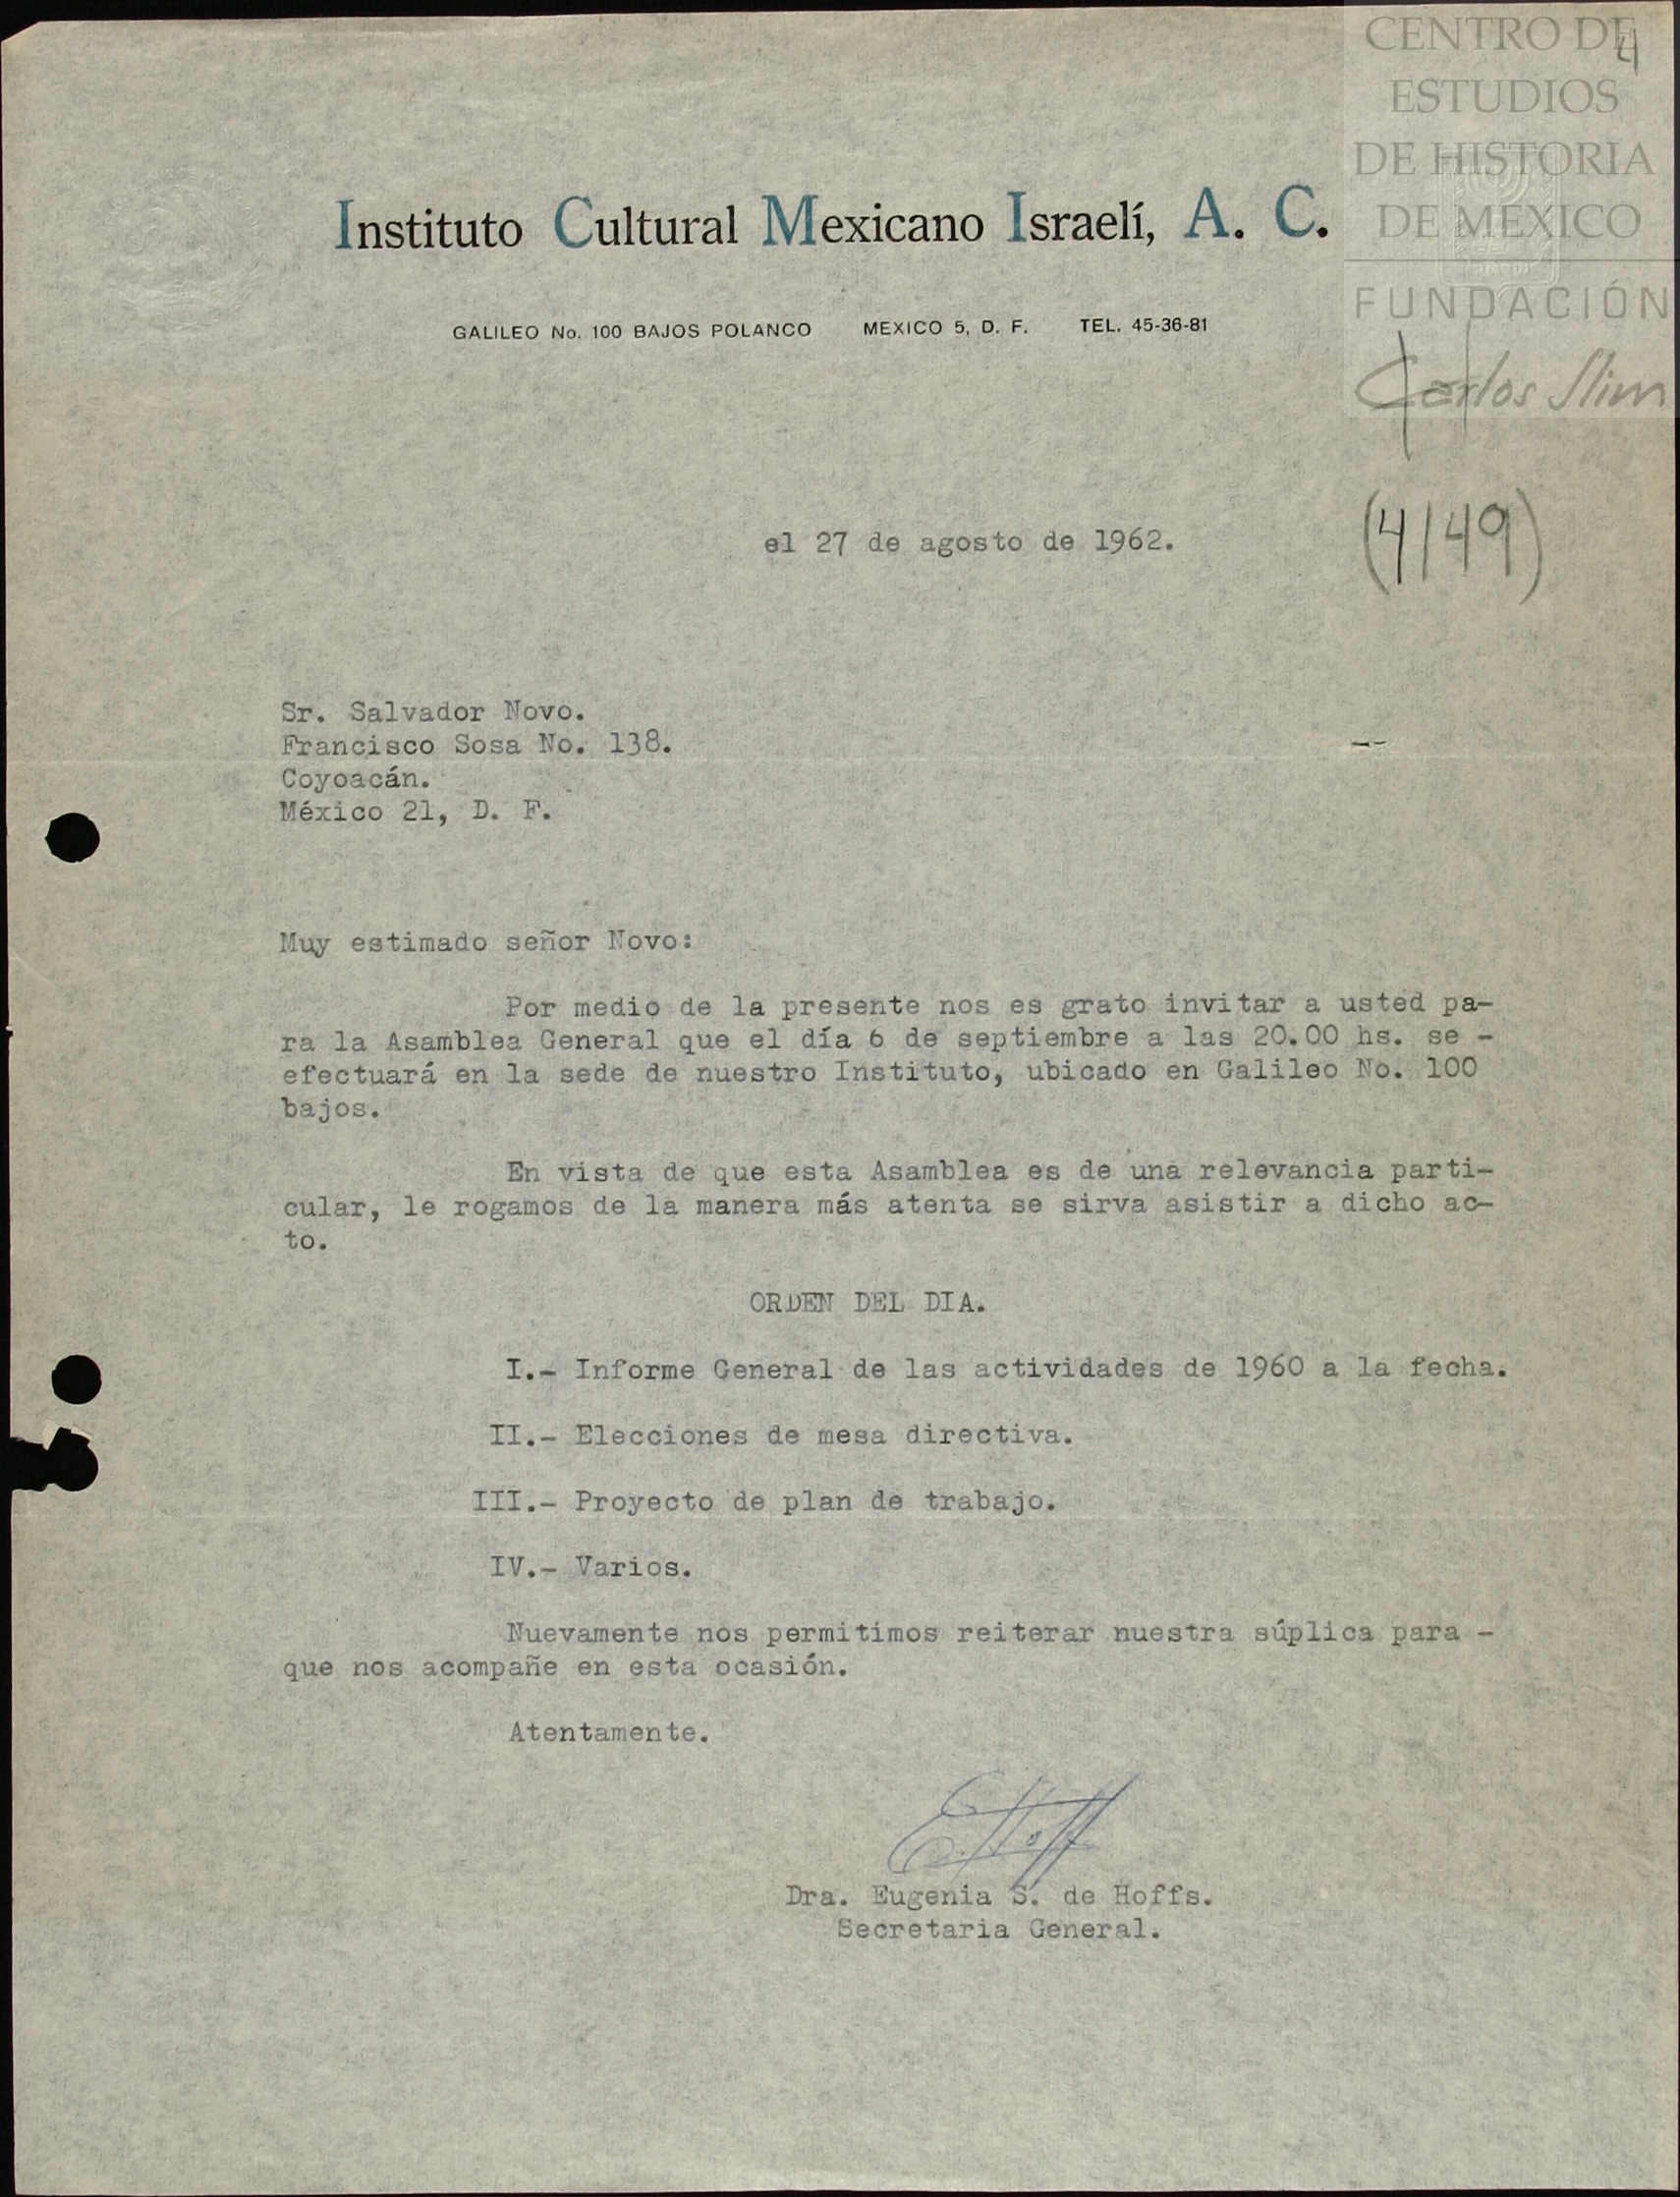 CENTRO DE
ESTUDIOS
DE HISTORIA
DE MEXICO
FUNDACIÓN
Carlos Slim
4
Instituto Cultural Mexicano Israelí, A. C.
GALILEO No. 100 BAJOS POLANCO MEXICO 5, D. F. TEL. 45-36-81
(4149)
el 27 de agosto de 1962.
Sr. Salvador Novo.
Francisco Sosa No. 138.
Coyoacán.
México 21, D. F.
Muy estimado señor Novo:
Por medio de la presente nos es grato invitar a usted pa-
ra la Asamblea General que el día 6 de septiembre a las 20.00 hs. se -
efectuará en la sede de nuestro Instituto, ubicado en Galileo No. 100
bajos.
En vista de que esta Asamblea es de una relevancia parti-
cular, le rogamos de la manera más atenta se sirva asistir a dicho ac-
to.
ORDEN DEL DIA.
I.- Informe General de las actividades de 1960 a la fecha.
II.- Elecciones de mesa directiva.
III.- Proyecto de plan de trabajo.
IV.- Varios.
Nuevamente nos permitimos reiterar nuestra súplica para -
que nos acompañe en esta ocasión.
Atentamente.
Dra. Eugenia S. de Hoffs.
Secretaria General.